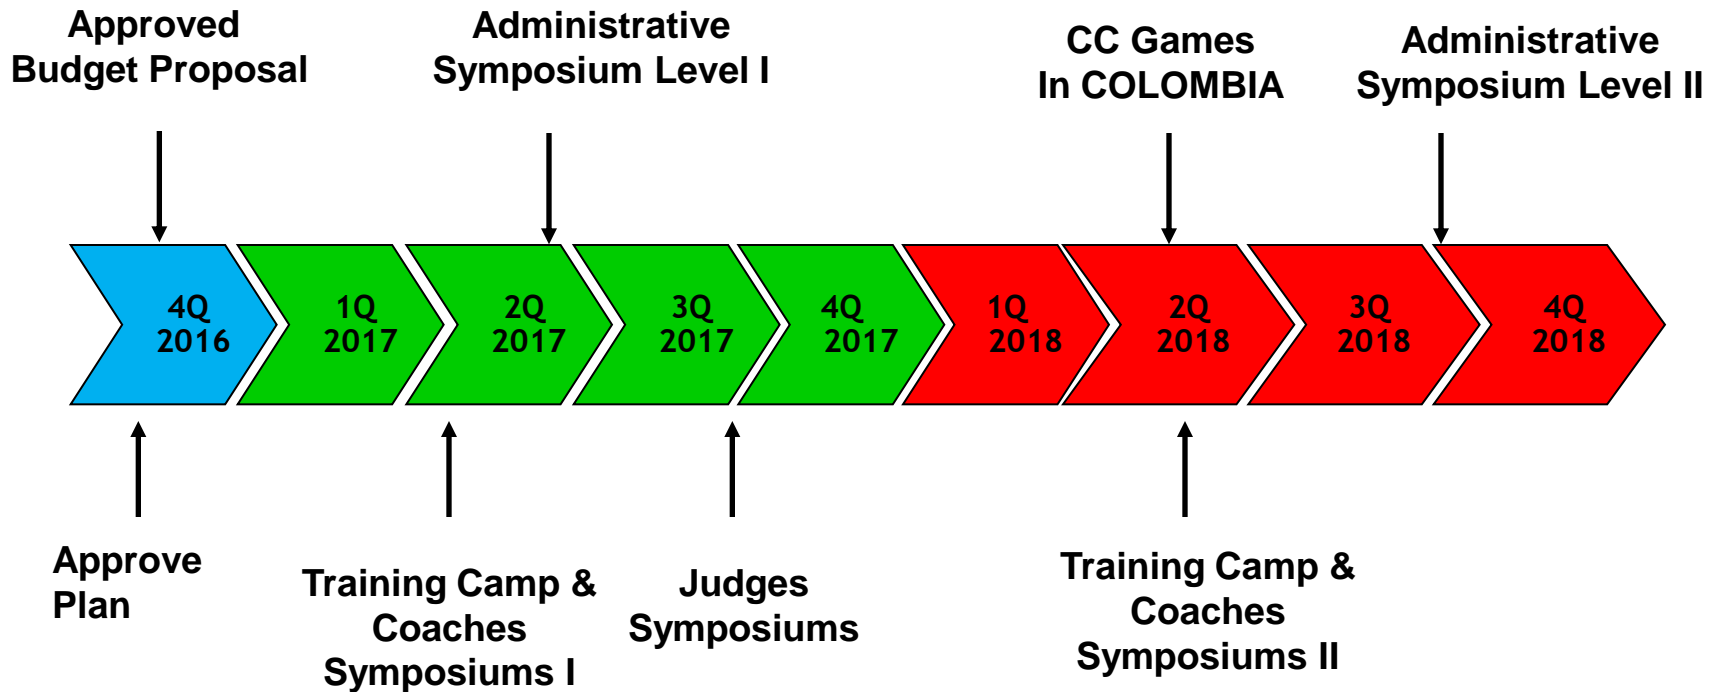 Approved
Budget Proposal
Administrative
Symposium Level I
CC Games
In COLOMBIA
Administrative
Symposium Level II
4Q
2016
1Q
2017
2Q
2017
3Q
2017
4Q
2017
1Q
2018
2Q
2018
3Q
2018
4Q
2018
Approve
Plan
Training Camp &
Coaches
Symposiums I
Judges
Symposiums
Training Camp &
Coaches
Symposiums II